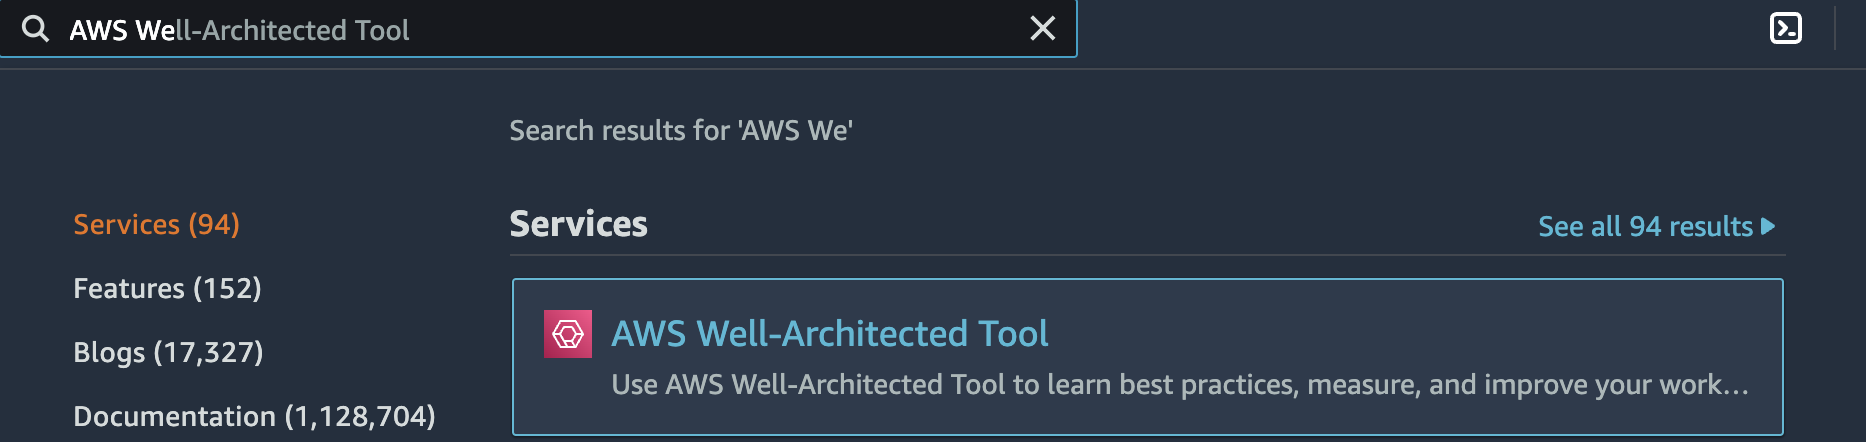 AWS Well-Architected Tool
Search results for 'AWS We'
Services (94)
Features (152)
Blogs (17,327)
Documentation (1,128,704)
Services
See all 94 results
AWS Well-Architected Tool
Use AWS Well-Architected Tool to learn best practices, measure, and improve your work...